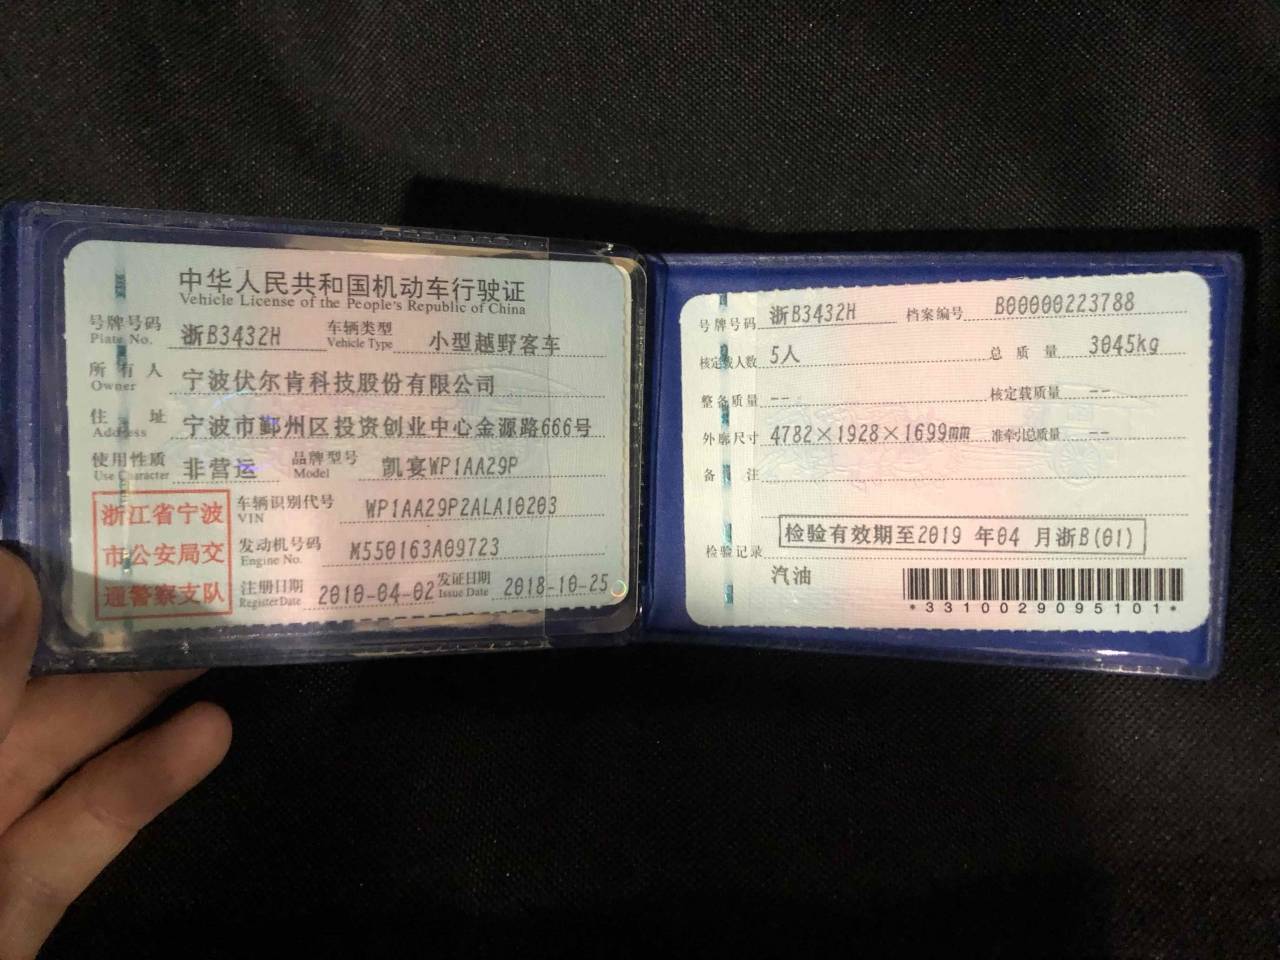 中华人民共和国机动车行驶证
Vehicle License of the People's Republic of China
号牌号码 浙B3432H 车辆类型 小型越野客车
Plate No. Vehicle Type
所有人 宁波伏尔肯科技股份有限公司
Owner
住址 宁波市鄞州区投资创业中心金源路666号
Address
使用性质 非营运 品牌型号 凯宴WP1AA29P
Use Character Model
浙江省宁波
市公安局交
通警察支队
车辆识别代号 WP1AA29P2ALA10203
VIN
发动机号码 M550163A09723
Engine No.
注册日期 2010-04-02 发证日期 2018-10-25
Register Date Issue Date
号牌号码 浙B3432H 档案编号 B00000223788
核定载人数 5人 总质量 3045kg
整备质量 -- 核定载质量 --
外廓尺寸 4782×1928×1699mm 准牵引总质量 --
备注
检验记录 检验有效期至2019 年04 月浙B(01)
汽油
*3310029095101*